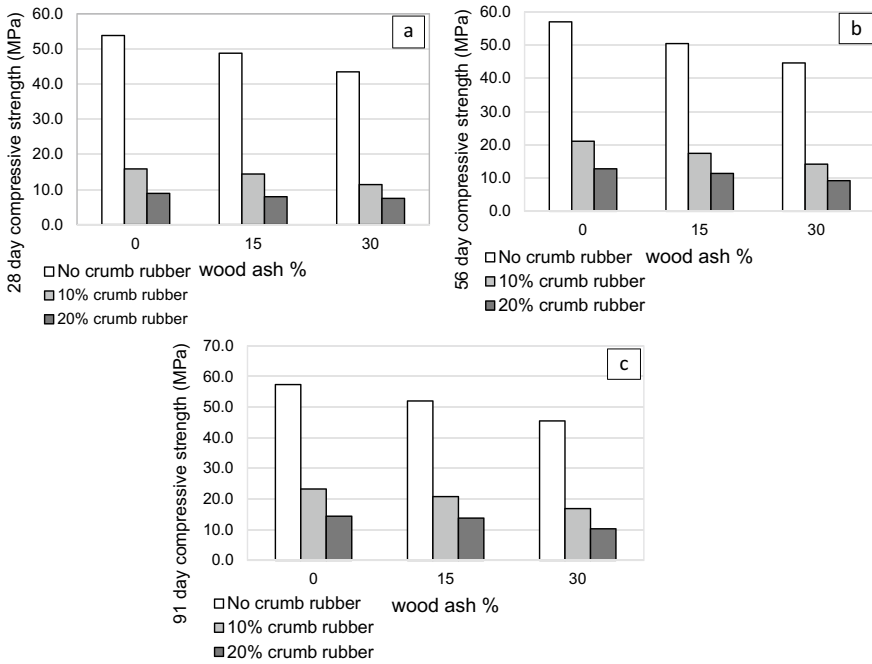 28 day compressive strength (MPa)
60.0
50.0
40.0
30.0
20.0
10.0
0.0
a
0 15 30
wood ash %
No crumb rubber
10% crumb rubber
20% crumb rubber
56 day compressive strength (MPa)
60.0
50.0
40.0
30.0
20.0
10.0
0.0
b
0 15 30
wood ash %
No crumb rubber
10% crumb rubber
20% crumb rubber
91 day compressive strength (MPa)
70.0
60.0
50.0
40.0
30.0
20.0
10.0
0.0
c
0 15 30
wood ash %
No crumb rubber
10% crumb rubber
20% crumb rubber